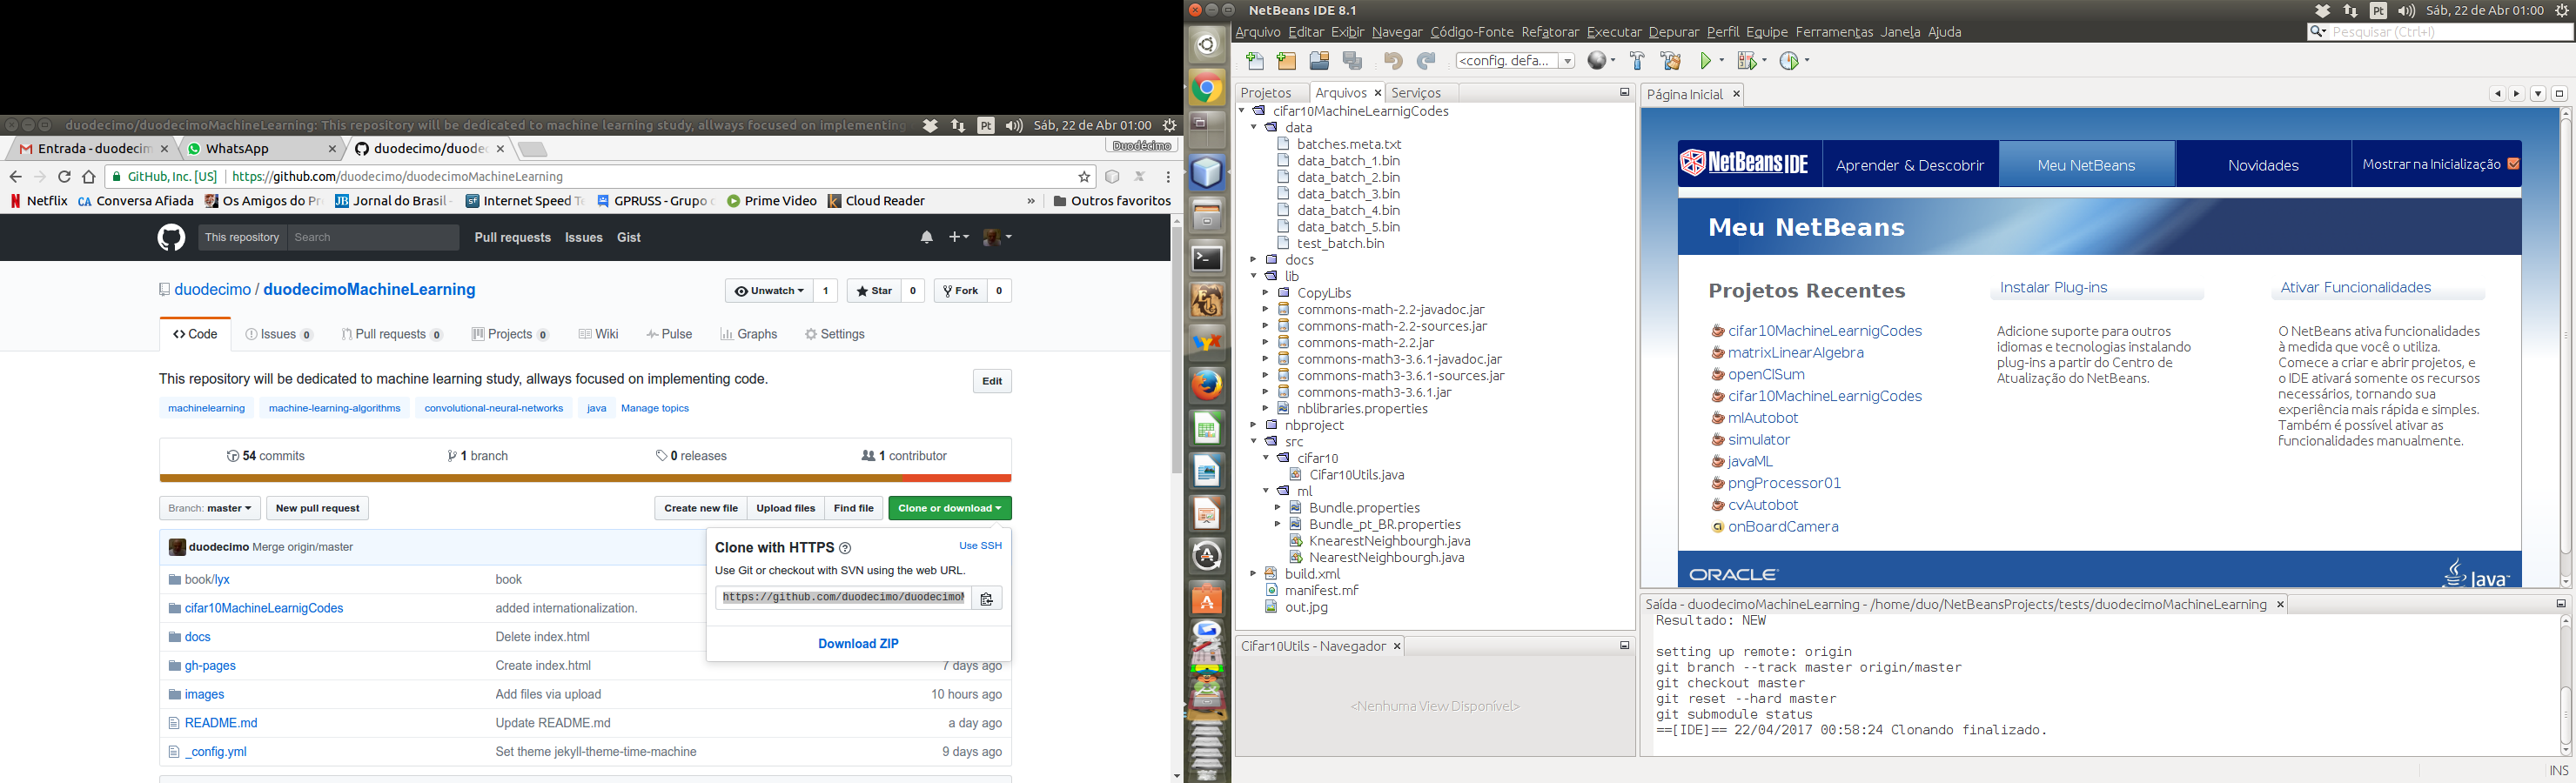 duodecimo/duodecimoMachineLearning: This repository will be dedicated to machine learning study, allways focused on implementing
Pt
Sáb, 22 de Abr 01:00
Entrada - duodecim
WhatsApp
duodecimo/duode
Duodécimo
GitHub, Inc. [US]
https://github.com/duodecimo/duodecimoMachineLearning
Netflix
Conversa Afiada
Os Amigos do Pr
Jornal do Brasil -
Internet Speed Te
GPRUSS - Grupo
Prime Video
Cloud Reader
»
Outros favoritos
This repository
Search
Pull requests
Issues
Gist
duodecimo / duodecimoMachineLearning
Unwatch 1
Star 0
Fork 0
Code
Issues 0
Pull requests 0
Projects 0
Wiki
Pulse
Graphs
Settings
This repository will be dedicated to machine learning study, allways focused on implementing code.
Edit
machinelearning
machine-learning-algorithms
convolutional-neural-networks
java
Manage topics
54 commits
1 branch
0 releases
1 contributor
Branch: master
New pull request
Create new file
Upload files
Find file
Clone or download
duodecimo Merge origin/master
Clone with HTTPS
Use SSH
Use Git or checkout with SVN using the web URL.
https://github.com/duodecimo/duodecimoM
Download ZIP
book/lyx
book
cifar10MachineLearnigCodes
added internationalization.
docs
Delete index.html
gh-pages
Create index.html
7 days ago
images
Add files via upload
10 hours ago
README.md
Update README.md
a day ago
_config.yml
Set theme jekyll-theme-time-machine
9 days ago
NetBeans IDE 8.1
Pt
Sáb, 22 de Abr 01:00
Arquivo Editar Exibir Navegar Código-Fonte Refatorar Executar Depurar Perfil Equipe Ferramentas Janela Ajuda
Pesquisar (Ctrl+I)
<config. defa...
Projetos
Arquivos
Serviços
cifar10MachineLearnigCodes
data
batches.meta.txt
data_batch_1.bin
data_batch_2.bin
data_batch_3.bin
data_batch_4.bin
data_batch_5.bin
test_batch.bin
docs
lib
CopyLibs
commons-math-2.2-javadoc.jar
commons-math-2.2-sources.jar
commons-math-2.2.jar
commons-math3-3.6.1-javadoc.jar
commons-math3-3.6.1-sources.jar
commons-math3-3.6.1.jar
nblibraries.properties
nbproject
src
cifar10
Cifar10Utils.java
ml
Bundle.properties
Bundle_pt_BR.properties
KnearestNeighbourgh.java
NearestNeighbourgh.java
build.xml
manifest.mf
out.jpg
Cifar10Utils - Navegador
<Nenhuma View Disponível>
Página Inicial
NetBeans IDE
Aprender & Descobrir
Meu NetBeans
Novidades
Mostrar na Inicialização
Meu NetBeans
Projetos Recentes
cifar10MachineLearnigCodes
matrixLinearAlgebra
openCISum
cifar10MachineLearnigCodes
mlAutobot
simulator
javaML
pngProcessor01
cvAutobot
onBoardCamera
Instalar Plug-ins
Adicione suporte para outros
idiomas e tecnologias instalando
plug-ins a partir do Centro de
Atualização do NetBeans.
Ativar Funcionalidades
O NetBeans ativa funcionalidades
à medida que você o utiliza.
Comece a criar e abrir projetos, e
o IDE ativará somente os recursos
necessários, tornando sua
experiência mais rápida e simples.
Também é possível ativar as
funcionalidades manualmente.
ORACLE
Java
Saída - duodecimoMachineLearning - /home/duo/NetBeansProjects/tests/duodecimoMachineLearning
Resultado: NEW
setting up remote: origin
git branch --track master origin/master
git checkout master
git reset --hard master
git submodule status
==[IDE]== 22/04/2017 00:58:24 Clonando finalizado.
INS